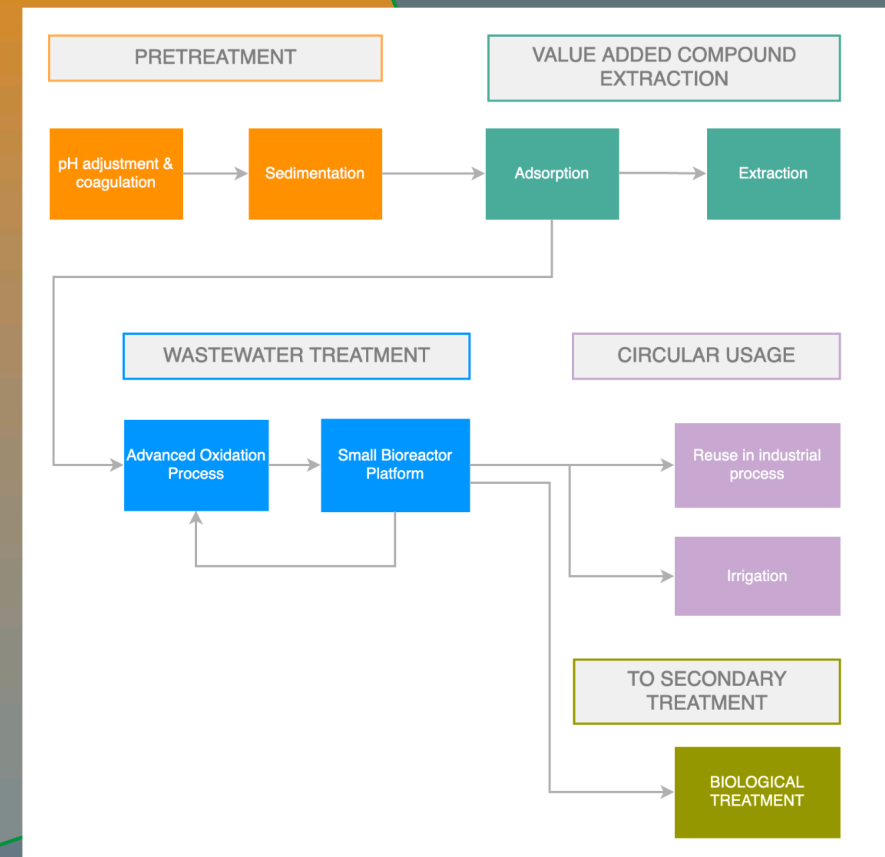 PRETREATMENT
VALUE ADDED COMPOUND
EXTRACTION
pH adjustment &
coagulation
Sedimentation
Adsorption
Extraction
WASTEWATER TREATMENT
CIRCULAR USAGE
Advanced Oxidation
Process
Small Bioreactor
Platform
Reuse in industrial
process
Irrigation
TO SECONDARY
TREATMENT
BIOLOGICAL
TREATMENT